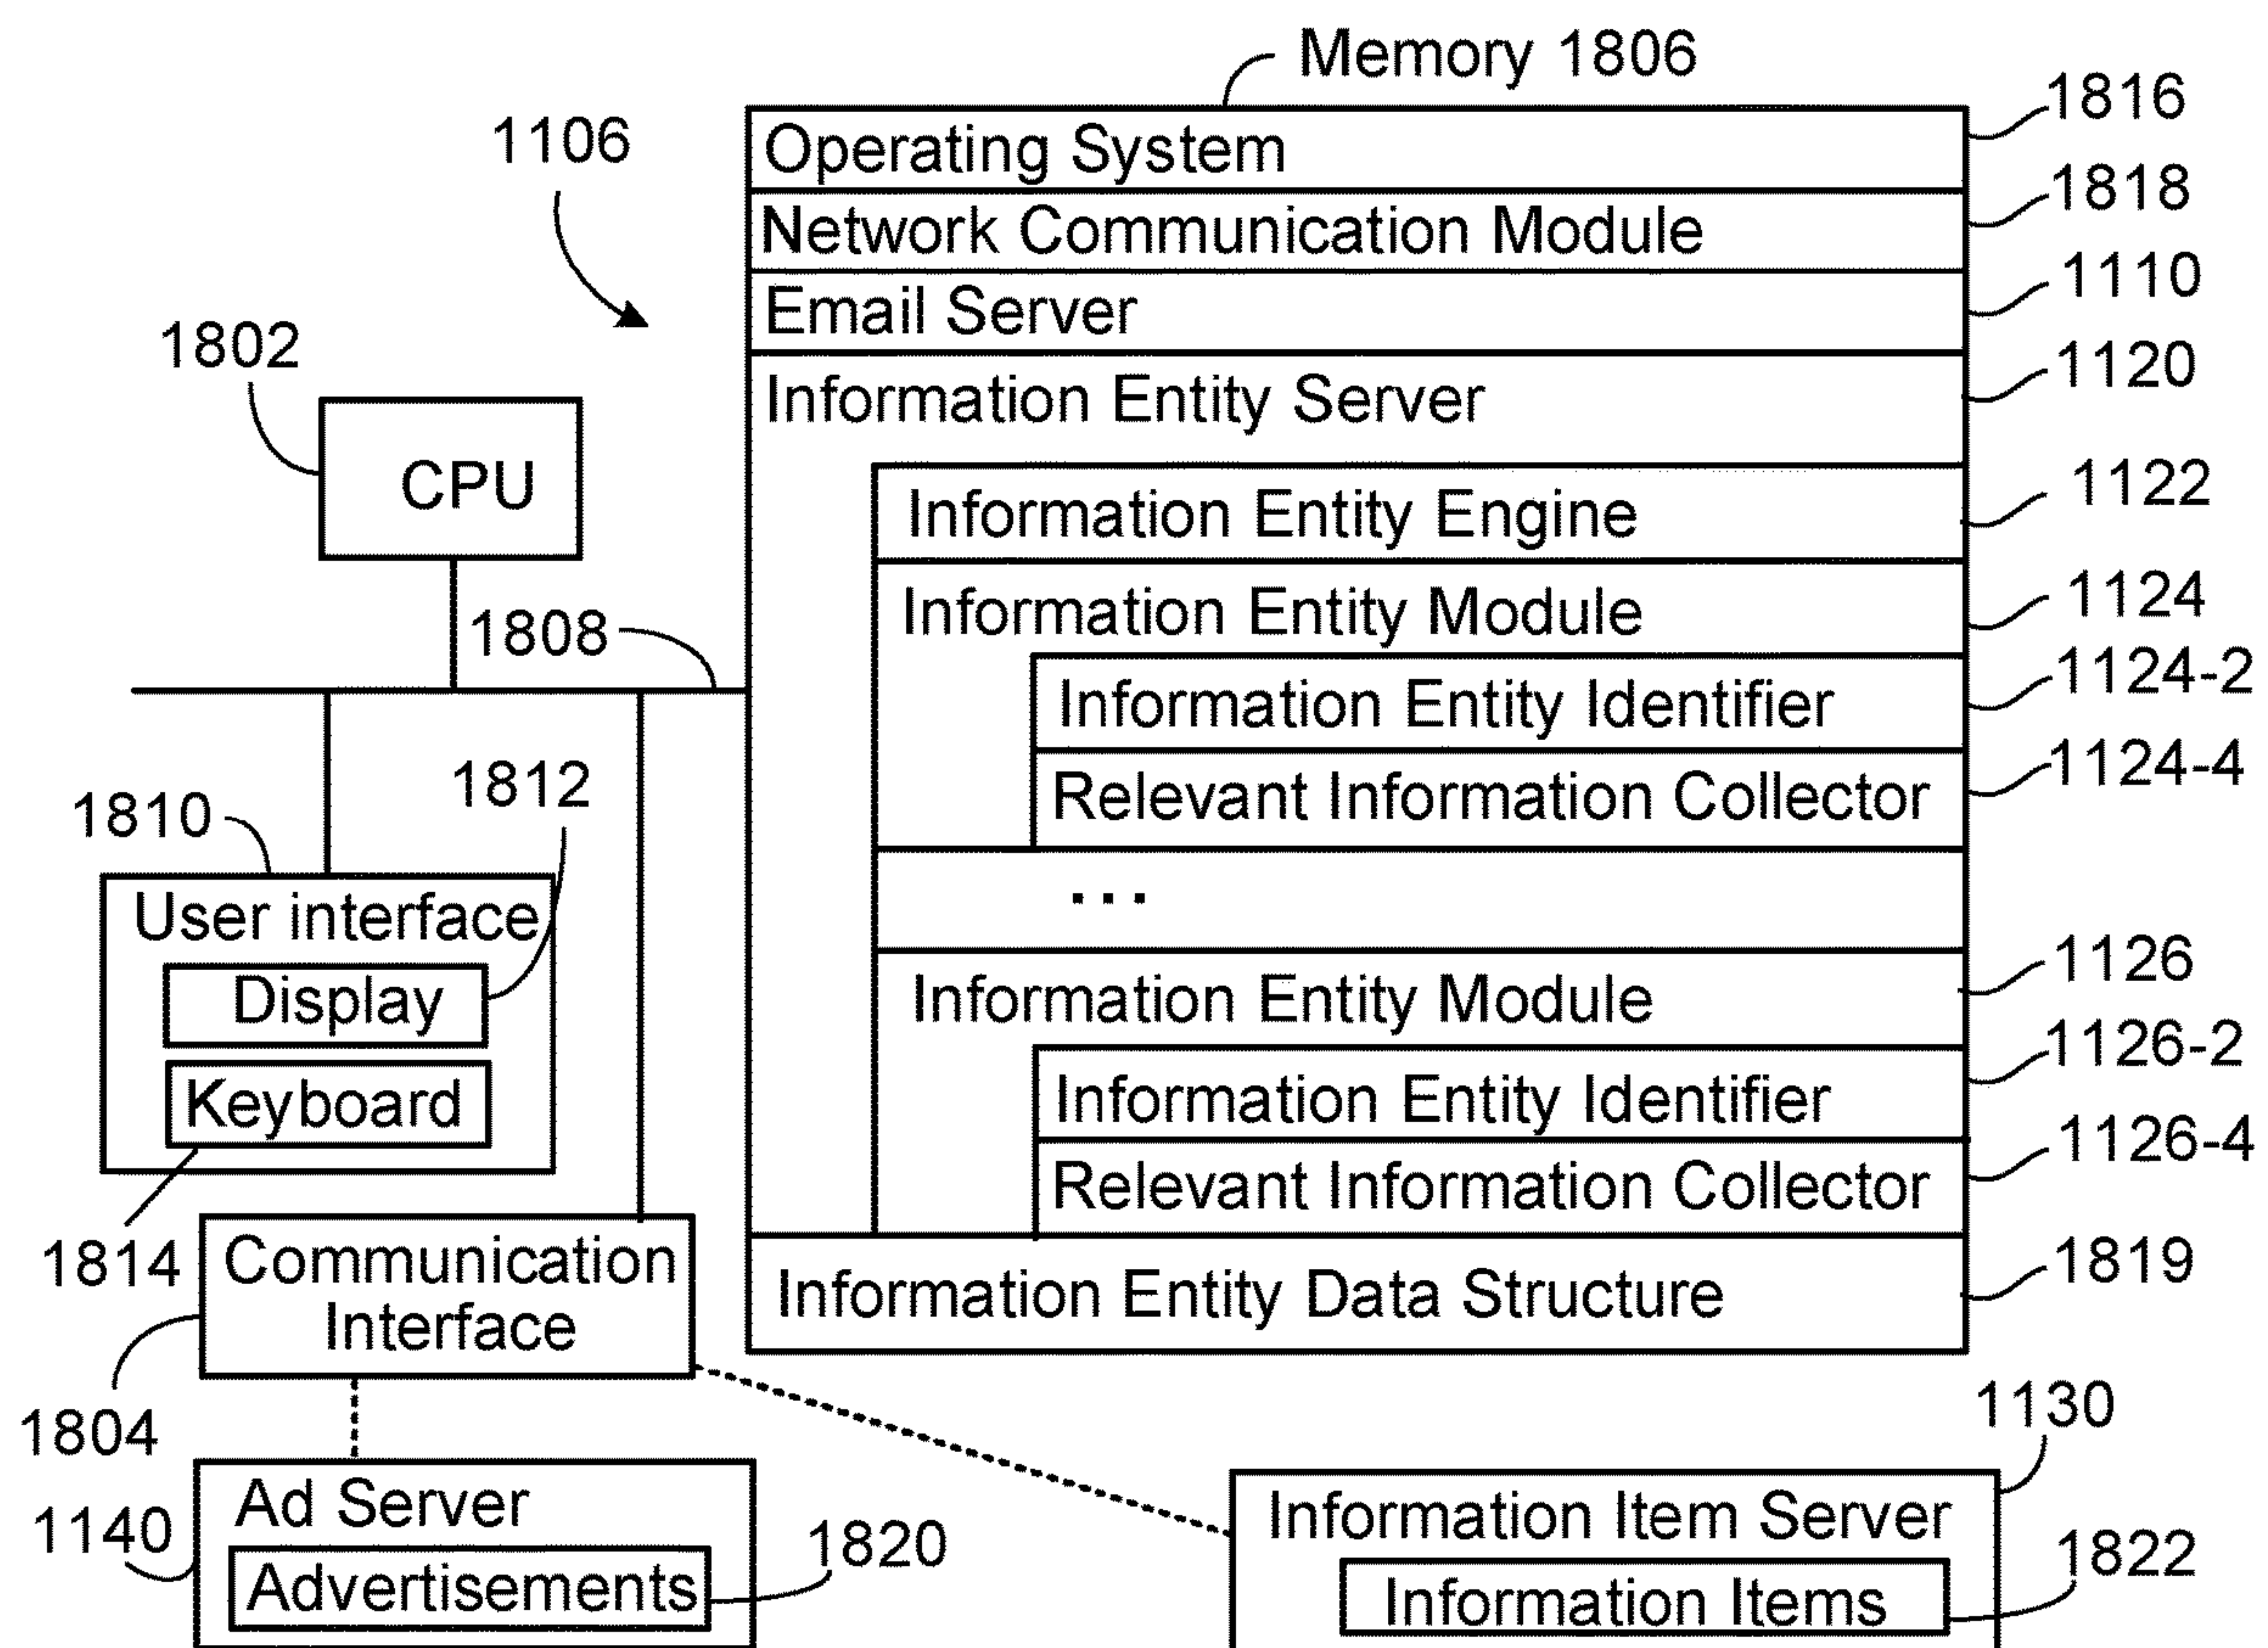 Memory 1806
1816
1106
Operating System
1818
Network Communication Module
1110
Email Server
1802
1120
Information Entity Server
CPU
1122
Information Entity Engine
1124
Information Entity Module
1808
1124-2
Information Entity Identifier
1124-4
Relevant Information Collector
1812
1810
...
User interface
1126
Information Entity Module
Display
1126-2
Information Entity Identifier
Keyboard
1126-4
Relevant Information Collector
1814
Communication
Interface
1819
Information Entity Data Structure
1804
1130
Ad Server
1140
Advertisements
1820
Information Item Server
1822
Information Items